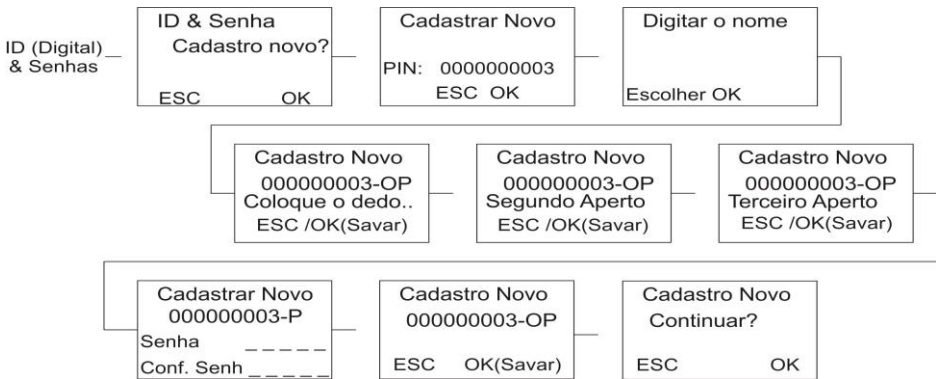 ID (Digital)
& Senhas
ID & Senha
Cadastro novo?
ESC OK
Cadastrar Novo
PIN: 0000000003
ESC OK
Digitar o nome
Escolher OK
Cadastro Novo
000000003-OP
Coloque o dedo..
ESC /OK(Savar)
Cadastro Novo
000000003-OP
Segundo Aperto
ESC /OK(Savar)
Cadastro Novo
000000003-OP
Terceiro Aperto
ESC /OK(Savar)
Cadastrar Novo
000000003-P
Senha _ _ _ _ _
Conf. Senh _ _ _ _ _
Cadastro Novo
000000003-OP
ESC OK(Savar)
Cadastro Novo
Continuar?
ESC OK